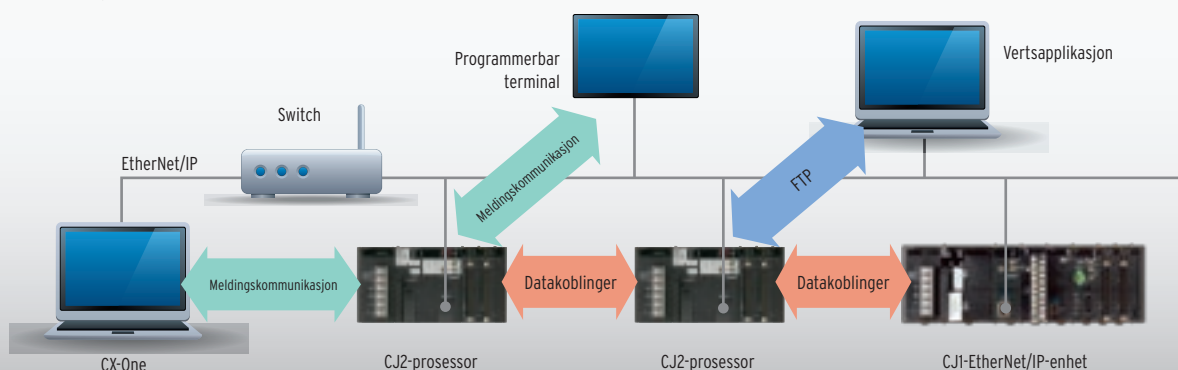 Programmerbar
terminal
Vertsapplikasjon
Switch
EtherNet/IP
Meldingskommunikasjon
FTP
Meldingskommunikasjon
Datakoblinger
Datakoblinger
CX-One
CJ2-prosessor
CJ2-prosessor
CJ1-EtherNet/IP-enhet